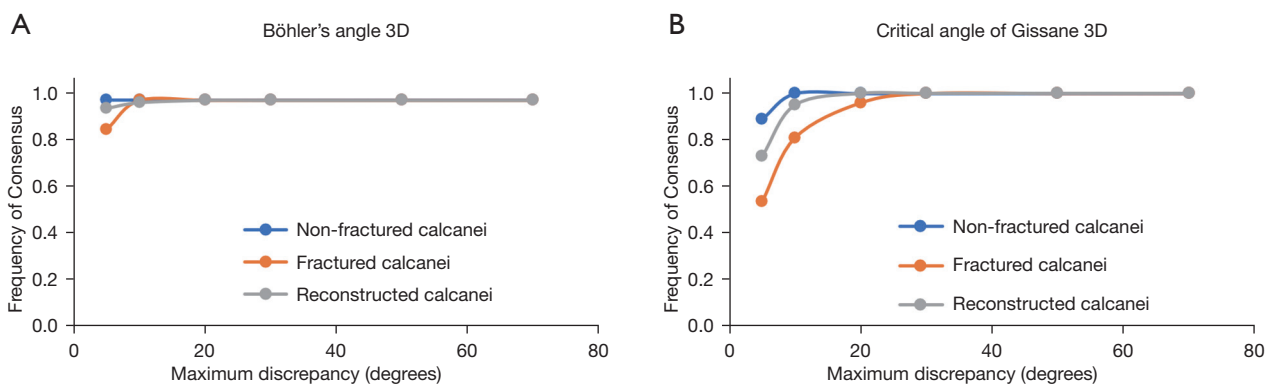 A
Böhler's angle 3D
Frequency of Consensus
1.0
0.8
0.6
0.4
0.2
0.0
Non-fractured calcanei
Fractured calcanei
Reconstructed calcanei
0 20 40 60 80
Maximum discrepancy (degrees)
B
Critical angle of Gissane 3D
Frequency of Consensus
1.0
0.8
0.6
0.4
0.2
0.0
Non-fractured calcanei
Fractured calcanei
Reconstructed calcanei
0 20 40 60 80
Maximum discrepancy (degrees)